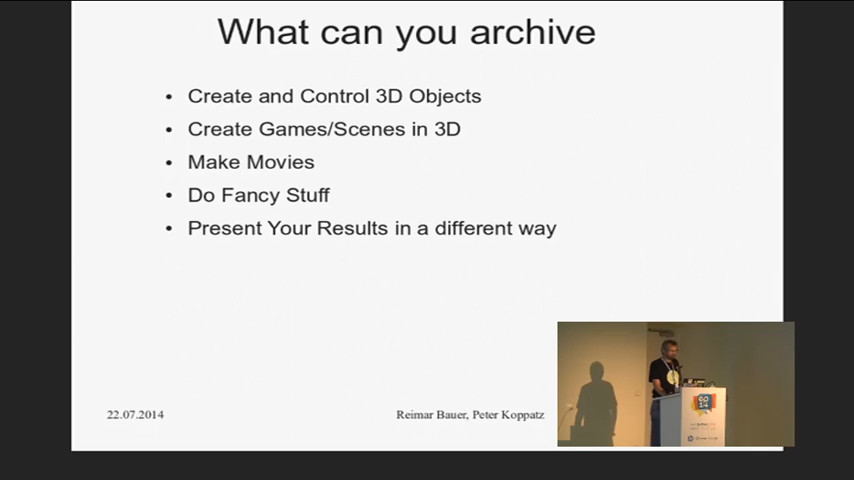 What can you archive
• Create and Control 3D Objects
• Create Games/Scenes in 3D
• Make Movies
• Do Fancy Stuff
• Present Your Results in a different way
22.07.2014
Reimar Bauer, Peter Koppatz